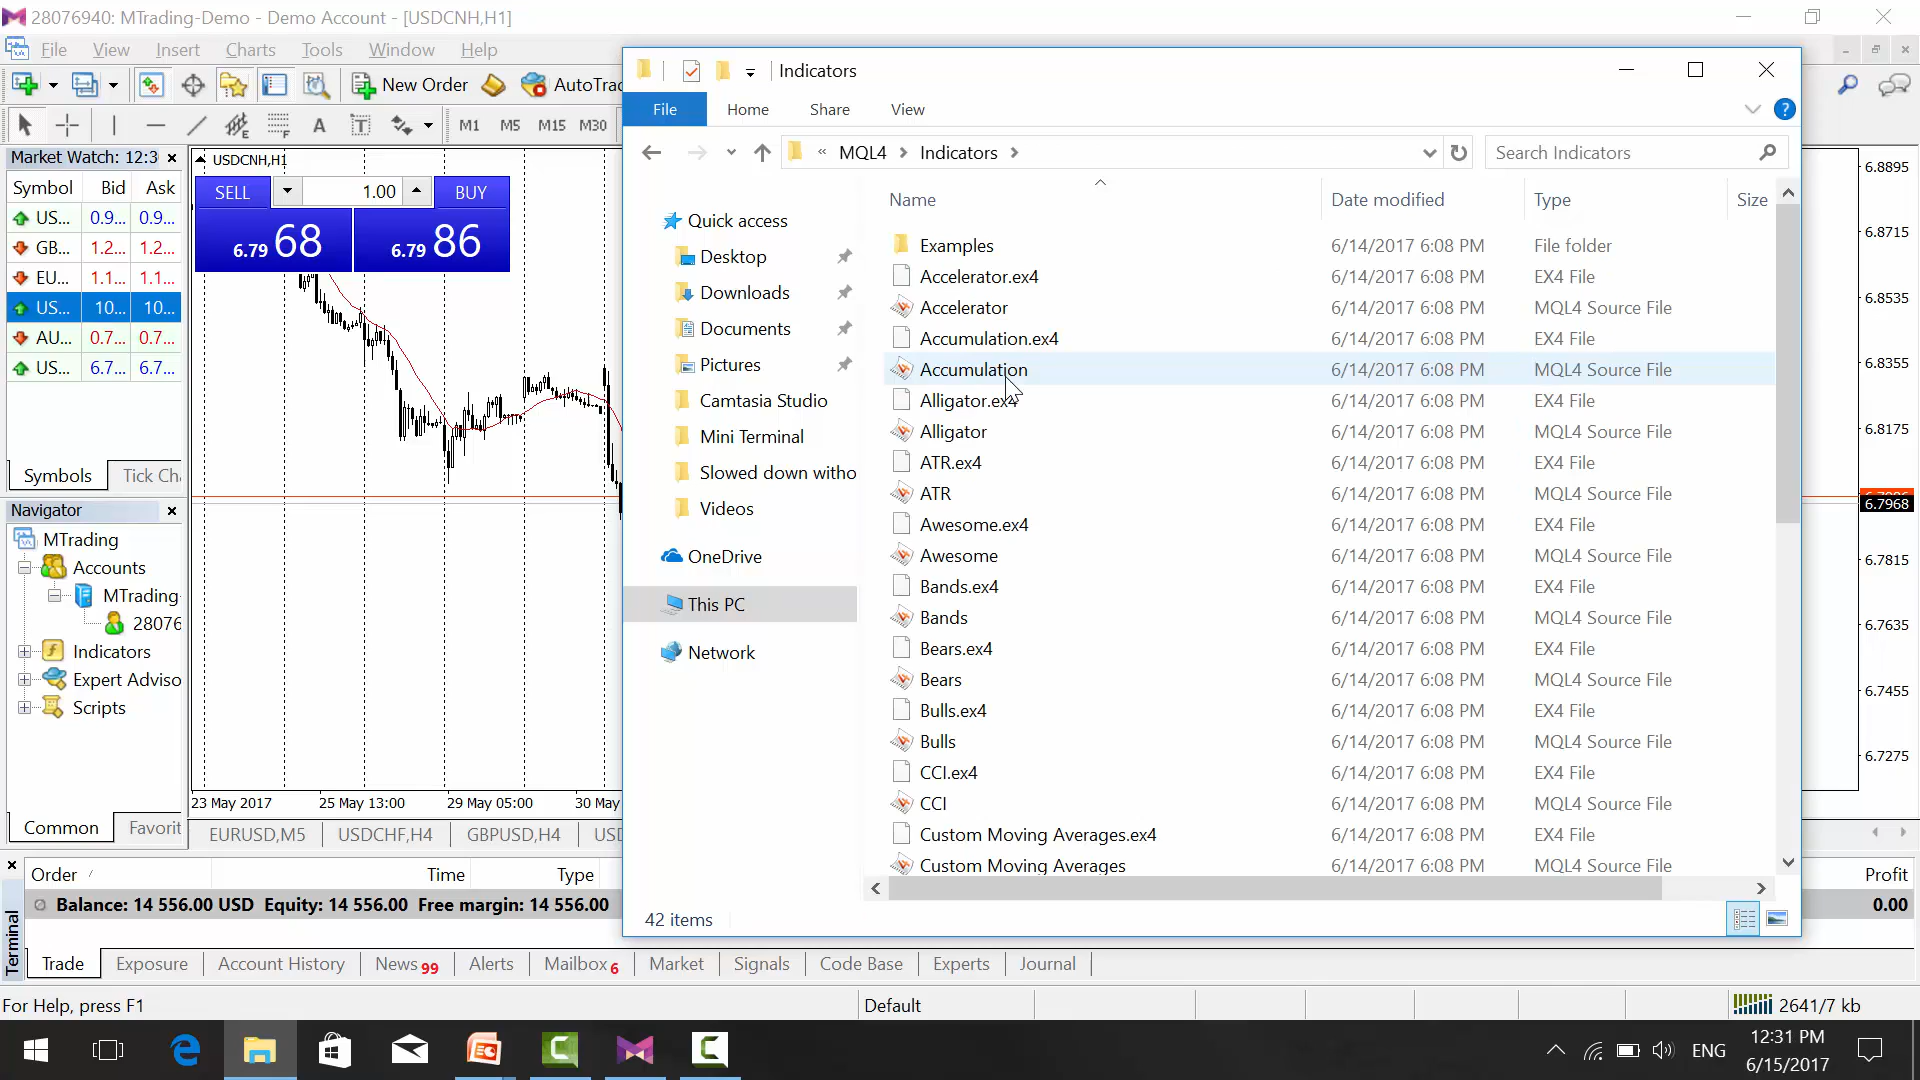 28076940: MTrading-Demo - Demo Account - [USDCNH,H1]
File View Insert Charts Tools Window Help
New Order
M1 M5 M15 M30
Market Watch: 12:3
Symbol Bid Ask
US... 0.9... 0.9...
GB... 1.2... 1.2...
EU... 1.1... 1.1...
US... 10... 10...
AU... 0.7... 0.7...
US... 6.7... 6.7...
Symbols
Navigator
MTrading
Accounts
MTrading-
28076
Indicators
Expert Adviso
Scripts
Common
USDCNH,H1
SELL 1.00 BUY
6.79 68 6.79 86
23 May 2017 25 May 13:00 29 May 05:00 30 May
EURUSD,M5 USDCHF,H4 GBPUSD,H4
6.8895
6.8715
6.8535
6.8355
6.8175
6.7968
6.7815
6.7635
6.7455
6.7275
Indicators
File Home Share View
« MQL4 Indicators
Search Indicators
Quick access
Desktop
Downloads
Documents
Pictures
Camtasia Studio
Mini Terminal
Slowed down witho
Videos
OneDrive
This PC
Network
Name Date modified Type Size
Examples 6/14/2017 6:08 PM File folder
Accelerator.ex4 6/14/2017 6:08 PM EX4 File
Accelerator 6/14/2017 6:08 PM MQL4 Source File
Accumulation.ex4 6/14/2017 6:08 PM EX4 File
Accumulation 6/14/2017 6:08 PM MQL4 Source File
Alligator.ex4 6/14/2017 6:08 PM EX4 File
Alligator 6/14/2017 6:08 PM MQL4 Source File
ATR.ex4 6/14/2017 6:08 PM EX4 File
ATR 6/14/2017 6:08 PM MQL4 Source File
Awesome.ex4 6/14/2017 6:08 PM EX4 File
Awesome 6/14/2017 6:08 PM MQL4 Source File
Bands.ex4 6/14/2017 6:08 PM EX4 File
Bands 6/14/2017 6:08 PM MQL4 Source File
Bears.ex4 6/14/2017 6:08 PM EX4 File
Bears 6/14/2017 6:08 PM MQL4 Source File
Bulls.ex4 6/14/2017 6:08 PM EX4 File
Bulls 6/14/2017 6:08 PM MQL4 Source File
CCI.ex4 6/14/2017 6:08 PM EX4 File
CCI 6/14/2017 6:08 PM MQL4 Source File
Custom Moving Averages.ex4 6/14/2017 6:08 PM EX4 File
Custom Moving Averages 6/14/2017 6:08 PM MQL4 Source File
42 items
Order / Time Type Profit
Balance: 14 556.00 USD Equity: 14 556.00 Free margin: 14 556.00 0.00
Terminal
Trade Exposure Account History News 99 Alerts Mailbox 6 Market Signals Code Base Experts Journal
For Help, press F1 Default 2641/7 kb
ENG
12:31 PM
6/15/2017